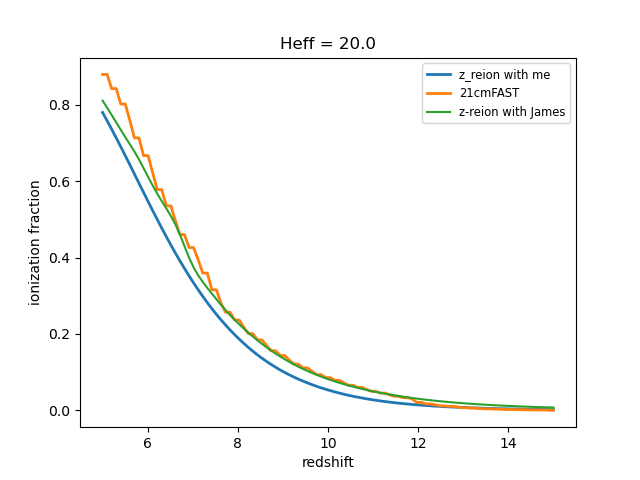 Heff = 20.0
z_reion with me
21cmFAST
z-reion with James
ionization fraction
0.8
0.6
0.4
0.2
0.0
6
8
10
12
14
redshift